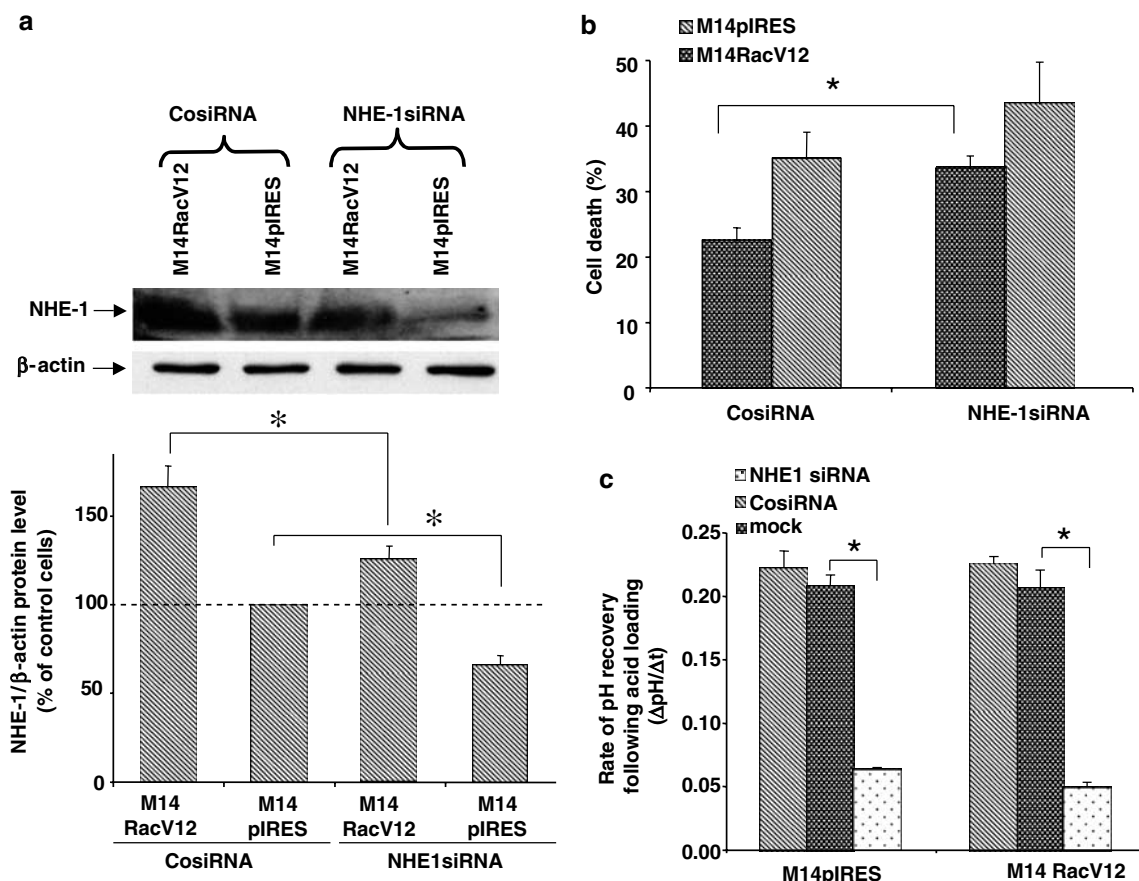 a
CosiRNA NHE-1siRNA
M14RacV12 M14pIRES M14RacV12 M14pIRES
NHE-1
β-actin
NHE-1/β-actin protein level
(% of control cells)
*
*
150
100
50
0
M14 M14 M14 M14
RacV12 pIRES RacV12 pIRES
CosiRNA NHE1siRNA
b
M14pIRES
M14RacV12
Cell death (%)
50
40
30
20
10
0
*
CosiRNA NHE-1siRNA
c
NHE1 siRNA
CosiRNA
mock
Rate of pH recovery
following acid loading
(ΔpH/Δt)
0.25
0.20
0.15
0.10
0.05
0.00
* *
M14pIRES M14 RacV12